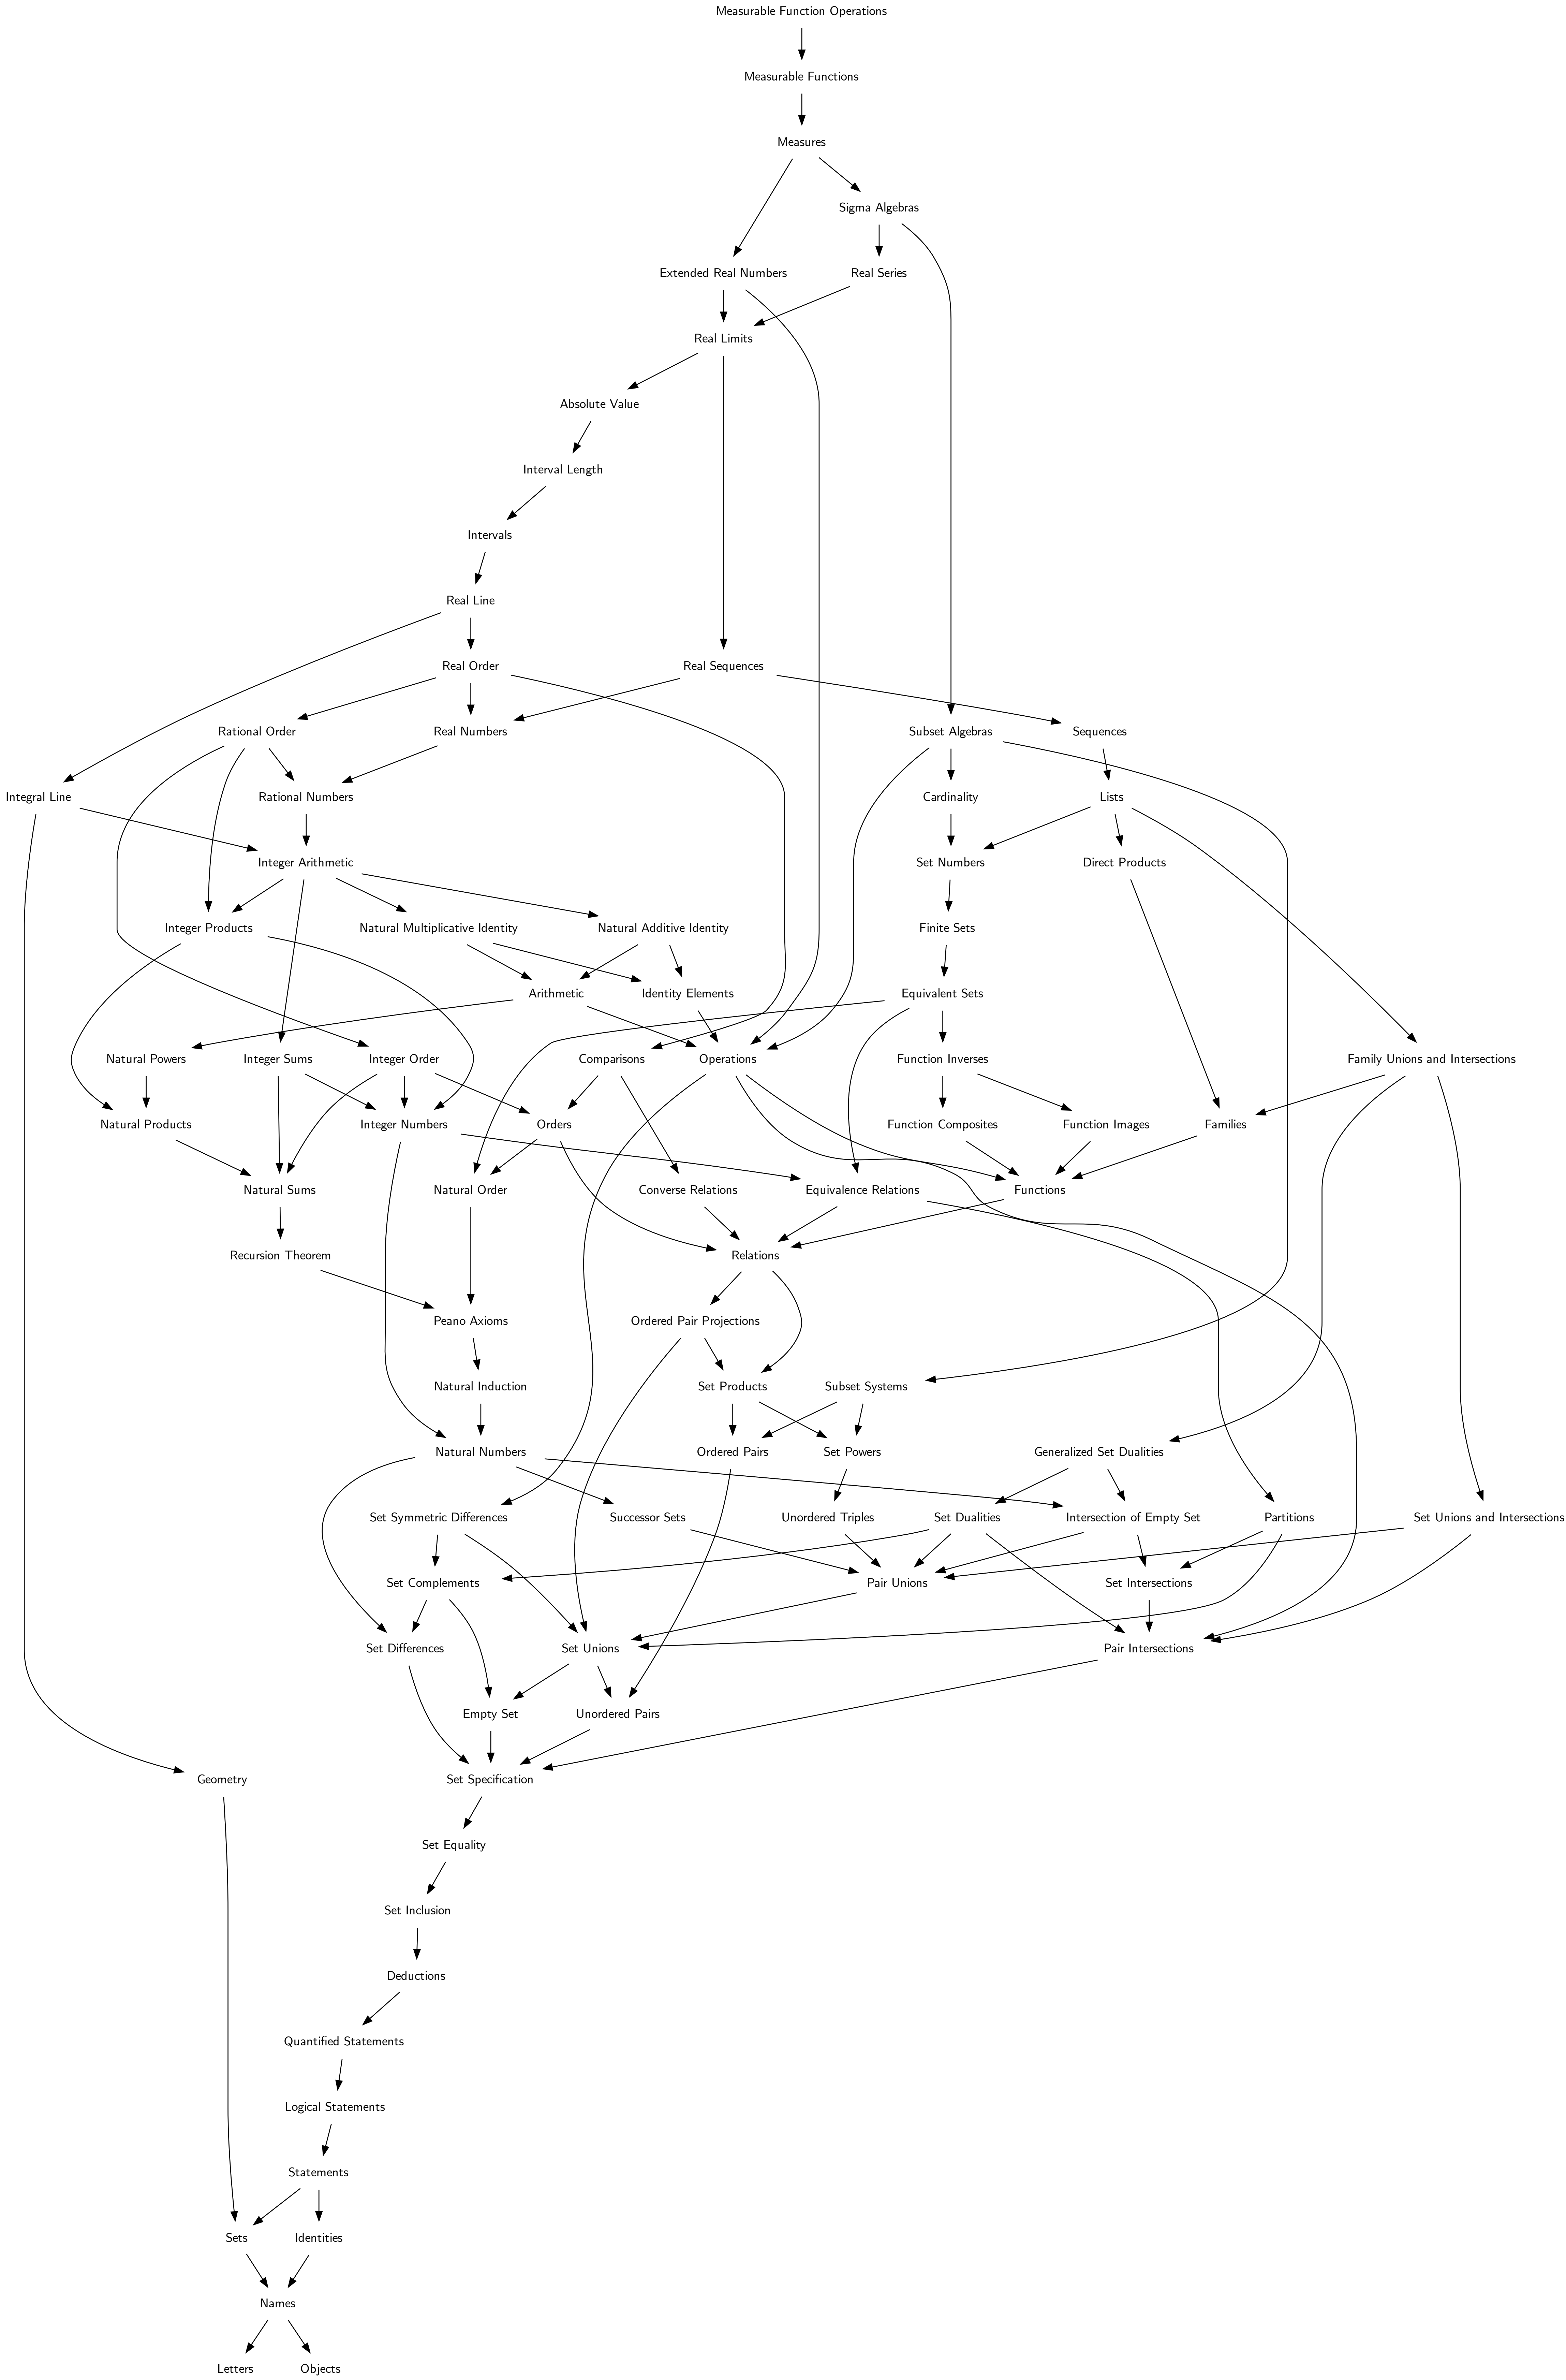 Measurable Function Operations
Measurable Functions
Measures
Sigma Algebras
Extended Real Numbers
Real Series
Real Limits
Absolute Value
Interval Length
Intervals
Real Line
Real Order
Real Sequences
Rational Order
Real Numbers
Subset Algebras
Sequences
Integral Line
Rational Numbers
Cardinality
Lists
Integer Arithmetic
Set Numbers
Direct Products
Integer Products
Natural Multiplicative Identity
Natural Additive Identity
Finite Sets
Arithmetic
Identity Elements
Equivalent Sets
Natural Powers
Integer Sums
Integer Order
Comparisons
Operations
Function Inverses
Family Unions and Intersections
Natural Products
Integer Numbers
Orders
Function Composites
Function Images
Families
Natural Sums
Natural Order
Converse Relations
Equivalence Relations
Functions
Recursion Theorem
Relations
Peano Axioms
Ordered Pair Projections
Natural Induction
Set Products
Subset Systems
Natural Numbers
Ordered Pairs
Set Powers
Generalized Set Dualities
Set Symmetric Differences
Successor Sets
Unordered Triples
Set Dualities
Intersection of Empty Set
Partitions
Set Unions and Intersections
Set Complements
Pair Unions
Set Intersections
Set Differences
Set Unions
Pair Intersections
Empty Set
Unordered Pairs
Geometry
Set Specification
Set Equality
Set Inclusion
Deductions
Quantified Statements
Logical Statements
Statements
Sets
Identities
Names
Letters
Objects